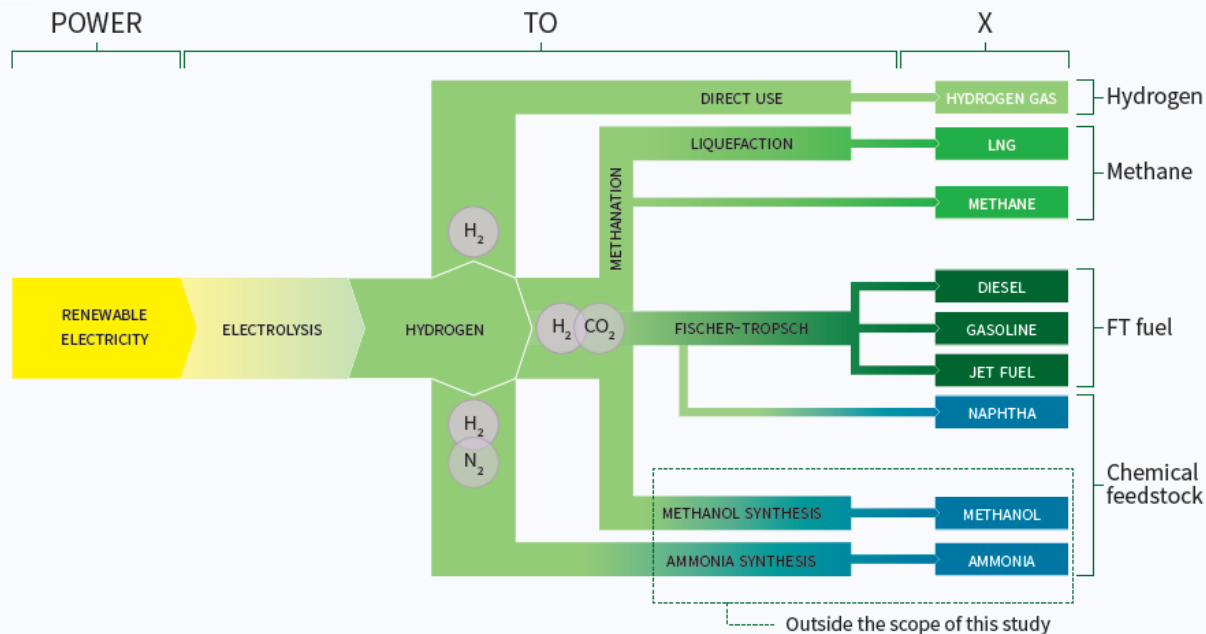 POWER
TO
X
DIRECT USE
HYDROGEN GAS
Hydrogen
LIQUEFACTION
LNG
METHANATION
METHANE
Methane
H₂
RENEWABLE
ELECTRICITY
ELECTROLYSIS
HYDROGEN
H₂
CO₂
FISCHER-TROPSCH
DIESEL
GASOLINE
JET FUEL
FT fuel
NAPHTHA
H₂
N₂
METHANOL SYNTHESIS
METHANOL
AMMONIA SYNTHESIS
AMMONIA
Chemical
feedstock
Outside the scope of this study